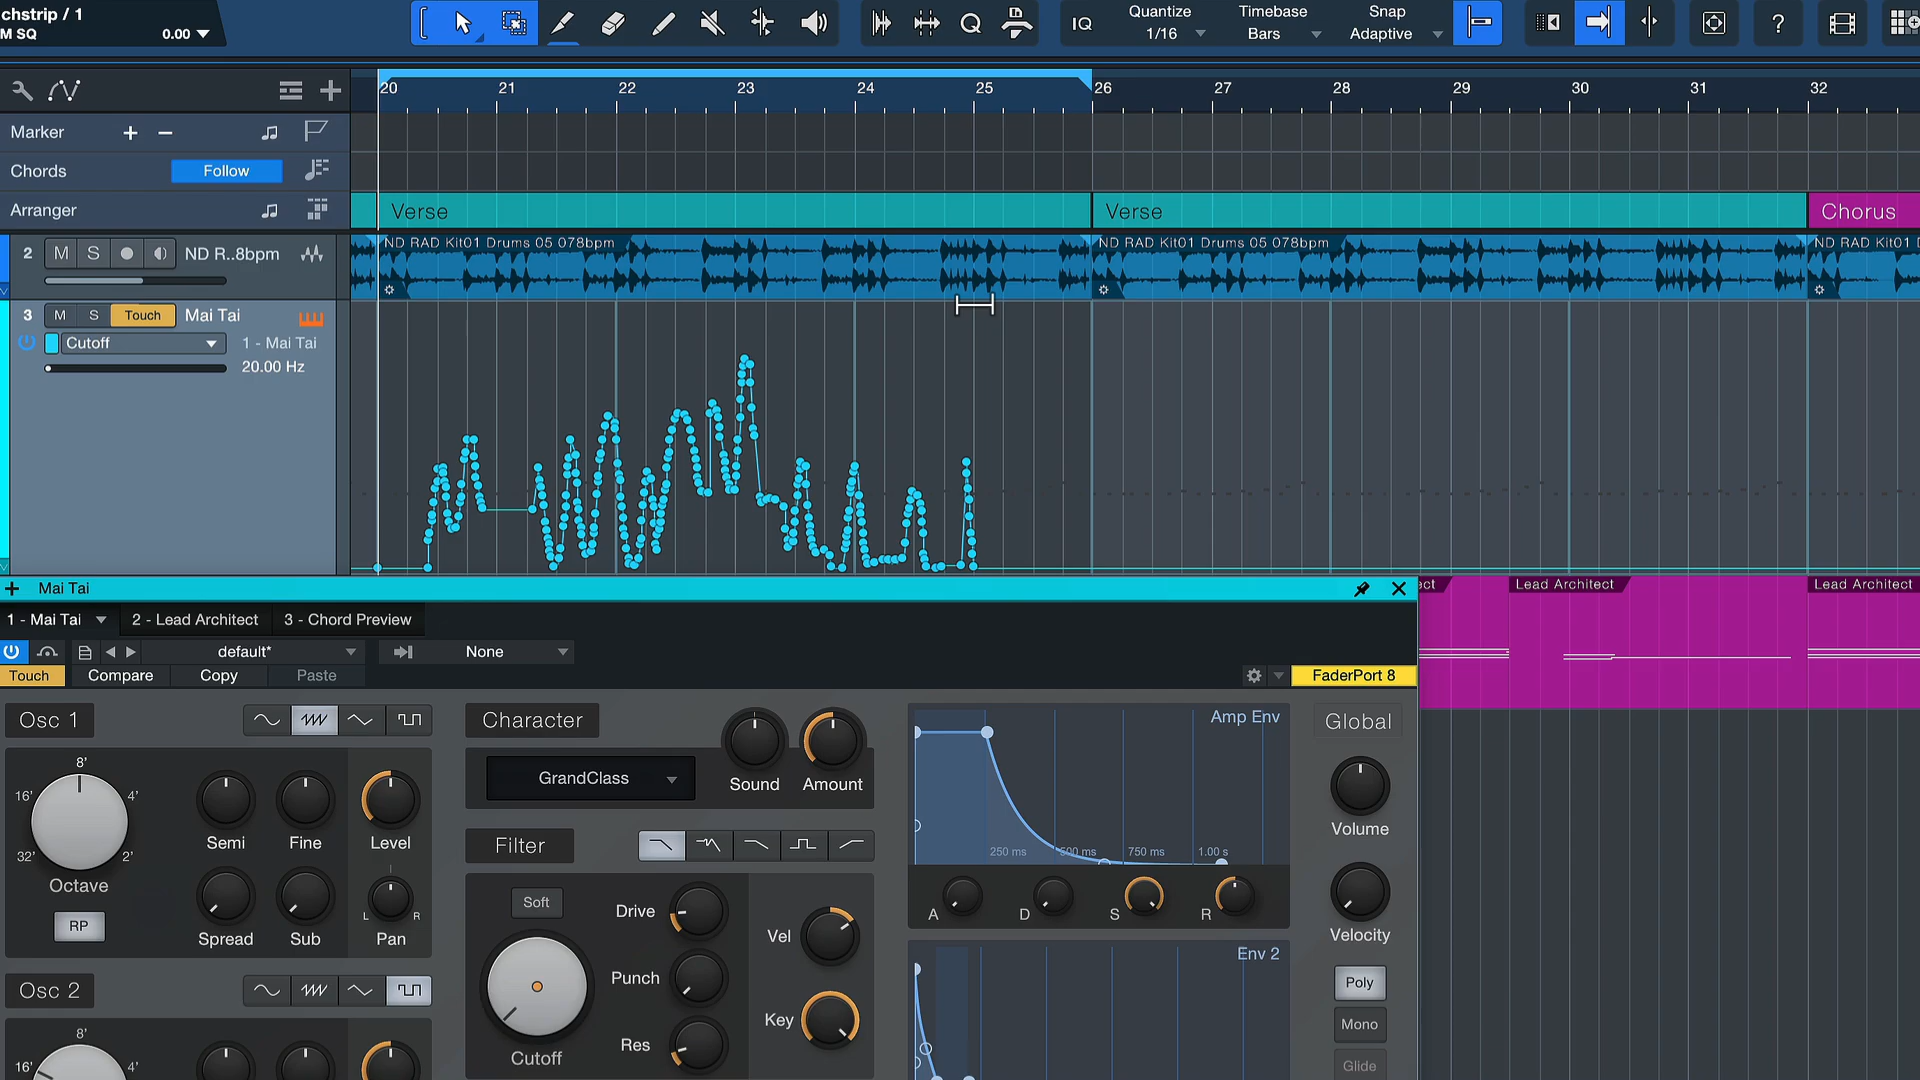 chstrip / 1
M SQ 0.00
IQ
Quantize
1/16
Timebase
Bars
Snap
Adaptive
?
20 21 22 23 24 25 26 27 28 29 30 31 32
Marker
Chords Follow
Arranger
Verse Verse Chorus
2 M S ND R..8bpm
ND RAD Kit01 Drums 05 078bpm ND RAD Kit01 Drums 05 078bpm ND RAD Kit01 D
3 M S Touch Mai Tai
Cutoff 1 - Mai Tai
20.00 Hz
Mai Tai
ect Lead Architect Lead Architect
1 - Mai Tai 2 - Lead Architect 3 - Chord Preview
default* None
Touch Compare Copy Paste FaderPort 8
Osc 1
8'
16' 4'
32' 2'
Octave
RP
Semi Fine Level
Spread Sub L R
Pan
Character
GrandClass
Sound Amount
Filter
Soft
Cutoff
Drive
Punch
Res
Vel
Key
Amp Env
250 ms 500 ms 750 ms 1.00 s
A D S R
Env 2
Global
Volume
Velocity
Poly
Mono
Glide
Osc 2
8'
16' 4'